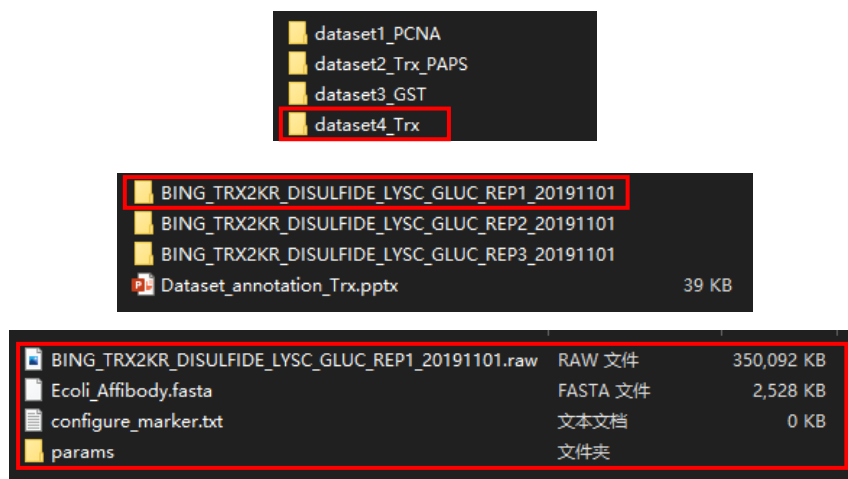 dataset1_PCNA
dataset2_Trx_PAPS
dataset3_GST
dataset4_Trx
BING_TRX2KR_DISULFIDE_LYSC_GLUC_REP1_20191101
BING_TRX2KR_DISULFIDE_LYSC_GLUC_REP2_20191101
BING_TRX2KR_DISULFIDE_LYSC_GLUC_REP3_20191101
Dataset_annotation_Trx.pptx 39 KB
BING_TRX2KR_DISULFIDE_LYSC_GLUC_REP1_20191101.raw RAW 文件 350,092 KB
Ecoli_Affibody.fasta FASTA 文件 2,528 KB
configure_marker.txt 文本文档 0 KB
params 文件夹